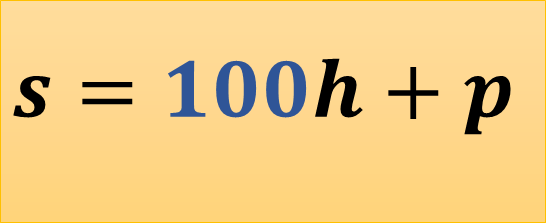 s = 100h + p